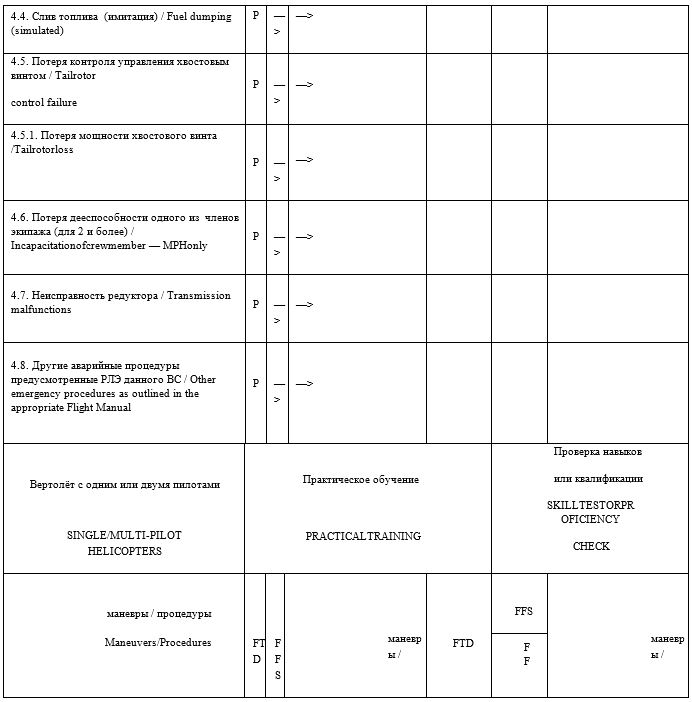 4.4. Слив топлива (имитация) / Fuel dumping
(simulated)
P
—
>
—>
4.5. Потеря контроля управления хвостовым
винтом / Tailrotor
control failure
P
—
>
—>
4.5.1. Потеря мощности хвостового винта
/Tailrotorloss
P
—
>
—>
4.6. Потеря дееспособности одного из членов
экипажа (для 2 и более) /
Incapacitationofcrewmember — MPHonly
P
—
>
—>
4.7. Неисправность редуктора / Transmission
malfunctions
P
—
>
—>
4.8. Другие аварийные процедуры
предусмотренные РЛЭ данного ВС / Other
emergency procedures as outlined in the
appropriate Flight Manual
P
—
>
—>
Вертолёт с одним или двумя пилотами
SINGLE/MULTI-PILOT
HELICOPTERS
Практическое обучение
PRACTICALTRAINING
Проверка навыков
или квалификации
SKILLTESTORPR
OFICIENCY
CHECK
маневры / процедуры
Maneuvers/Procedures
FT
D
F
F
S
маневр
ы /
FTD
FFS
F
F
маневр
ы /